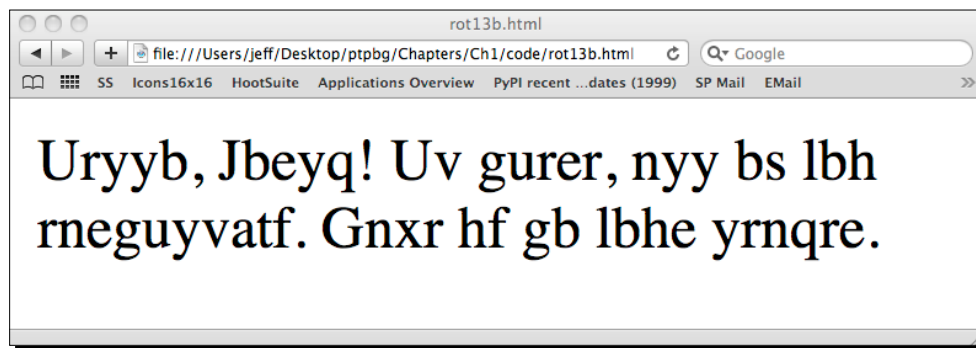 rot13b.html
file:///Users/jeff/Desktop/ptpbg/Chapters/Ch1/code/rot13b.html Google
SS Icons16x16 HootSuite Applications Overview PyPI recent ...dates (1999) SP Mail EMail
Uryyb, Jbeyq! Uv gurer, nyy bs lbh
rneguyvatf. Gnxr hf gb lbhe yrnqre.